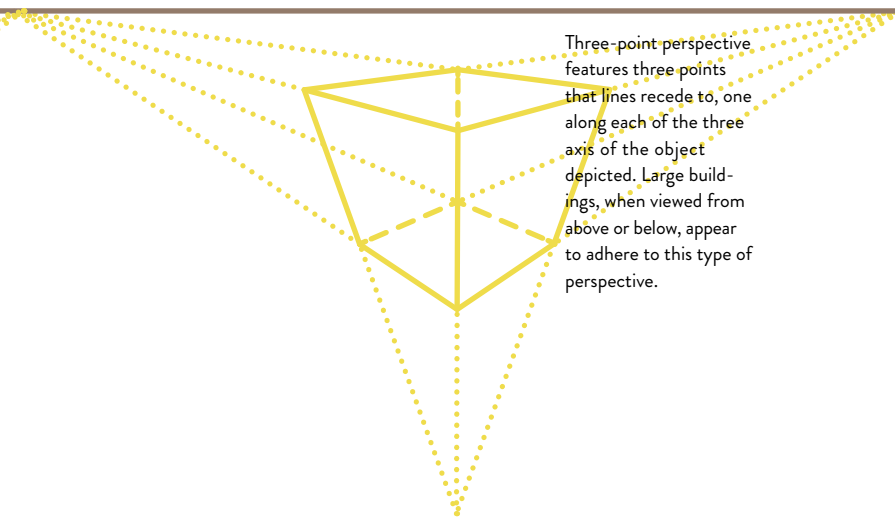 Three-point perspective
features three points
that lines recede to, one
along each of the three
axis of the object
depicted. Large build-
ings, when viewed from
above or below, appear
to adhere to this type of
perspective.